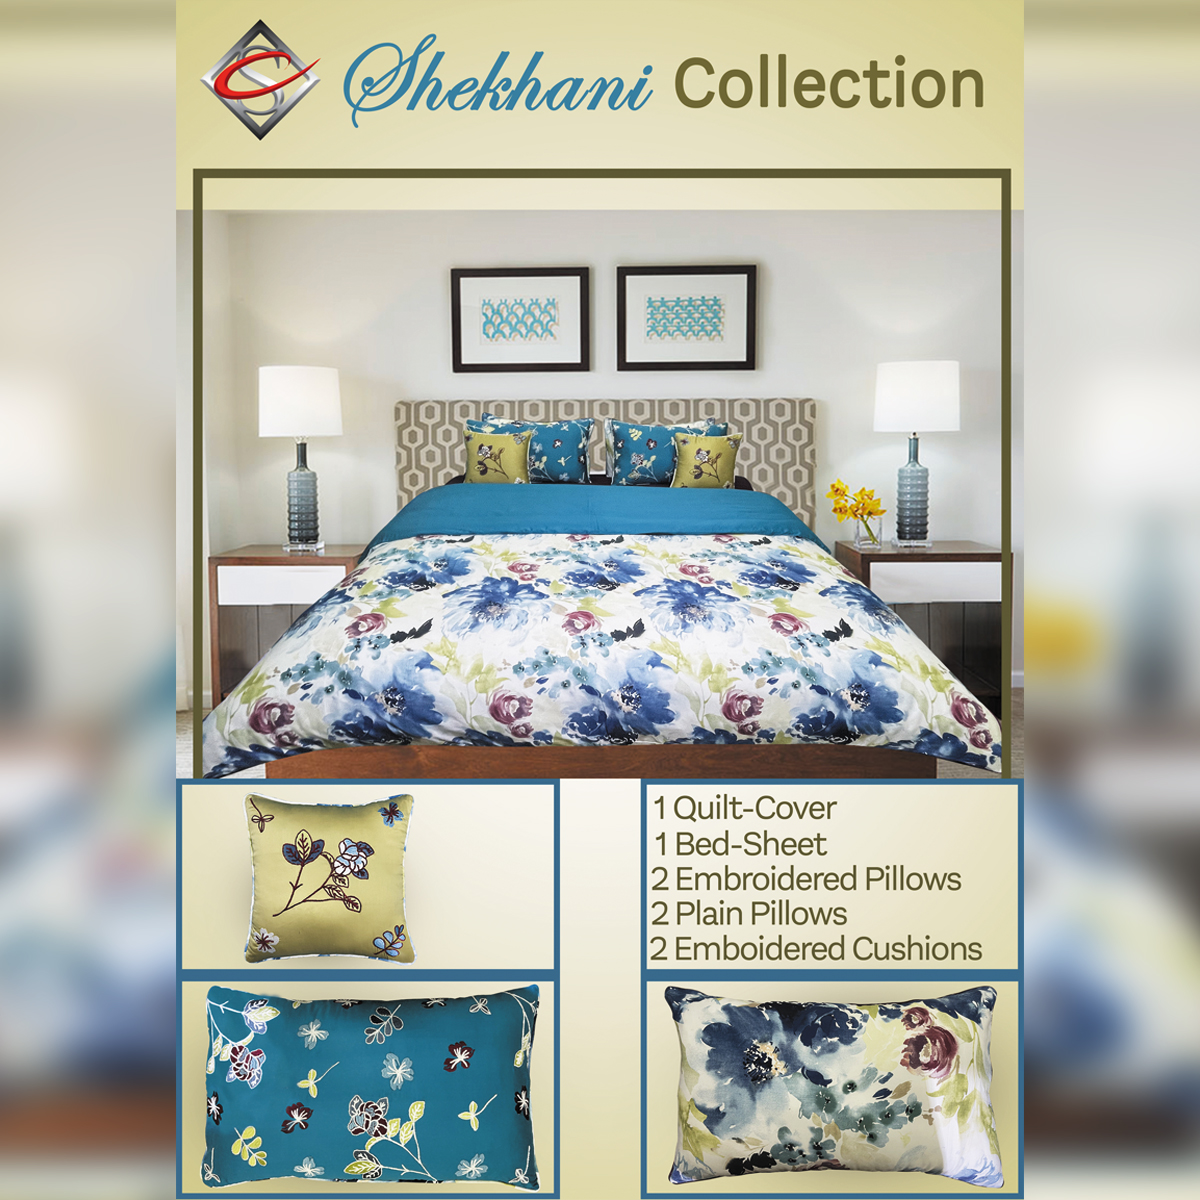 Shekhani Collection
1 Quilt-Cover
1 Bed-Sheet
2 Embroidered Pillows
2 Plain Pillows
2 Emboidered Cushions